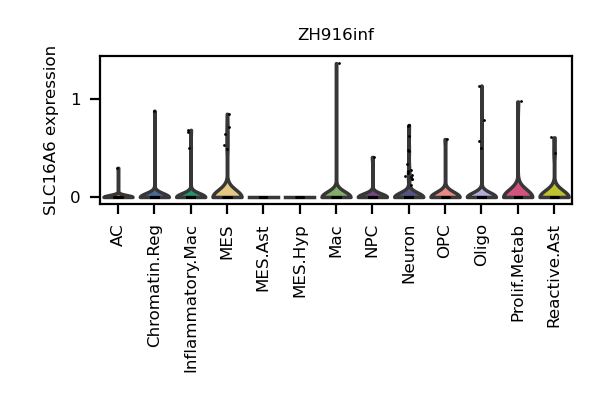 ZH916inf
SLC16A6 expression
1
0
AC
Chromatin.Reg
Inflammatory.Mac
MES
MES.Ast
MES.Hyp
Mac
NPC
Neuron
OPC
Oligo
Prolif.Metab
Reactive.Ast